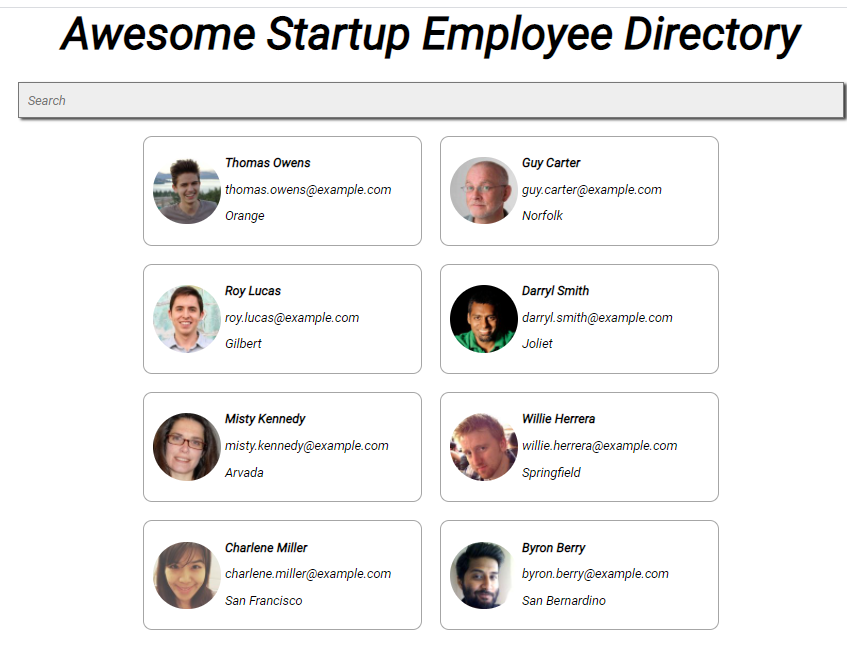 Awesome Startup Employee Directory
Search
Thomas Owens
thomas.owens@example.com
Orange
Guy Carter
guy.carter@example.com
Norfolk
Roy Lucas
roy.lucas@example.com
Gilbert
Darryl Smith
darryl.smith@example.com
Joliet
Misty Kennedy
misty.kennedy@example.com
Arvada
Willie Herrera
willie.herrera@example.com
Springfield
Charlene Miller
charlene.miller@example.com
San Francisco
Byron Berry
byron.berry@example.com
San Bernardino